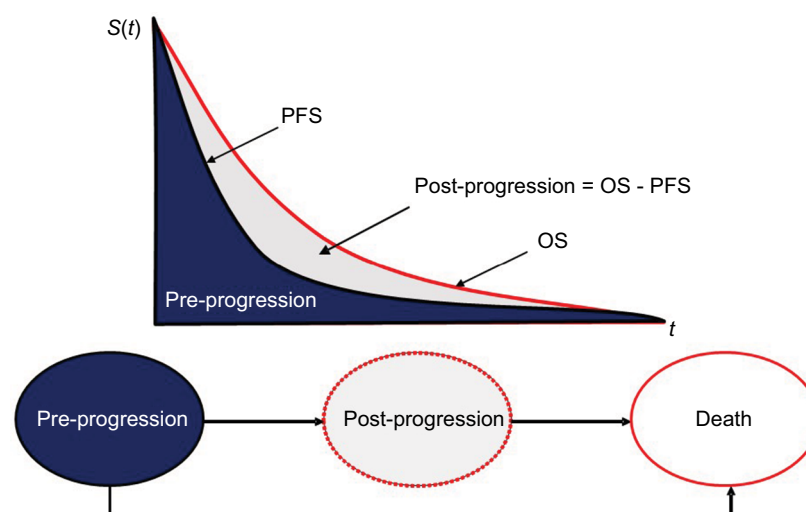 S(t)
PFS
Post-progression = OS - PFS
OS
Pre-progression
t
Pre-progression
Post-progression
Death